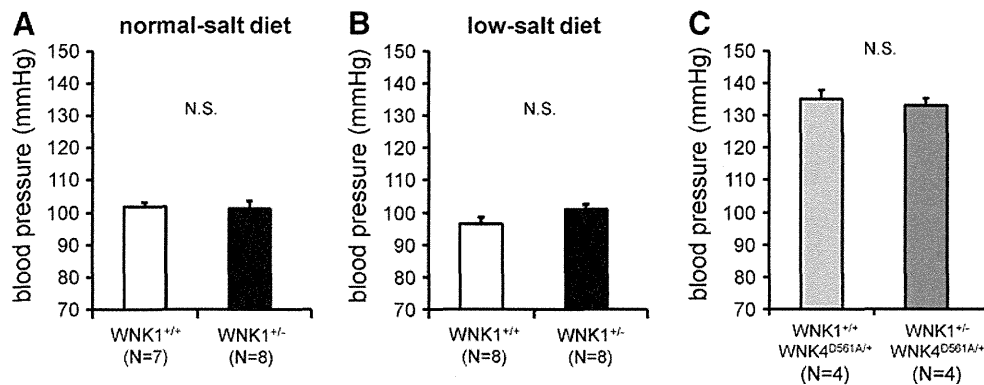 A normal-salt diet
blood pressure (mmHg)
150
140
130
120
110
100
90
80
70
N.S.
WNK1+/+
(N=7)
WNK1+/-
(N=8)
B low-salt diet
blood pressure (mmHg)
150
140
130
120
110
100
90
80
70
N.S.
WNK1+/+
(N=8)
WNK1+/-
(N=8)
C
blood pressure (mmHg)
150
140
130
120
110
100
90
80
70
N.S.
WNK1+/+
WNK4D561A/+
(N=4)
WNK1+/-
WNK4D561A/+
(N=4)